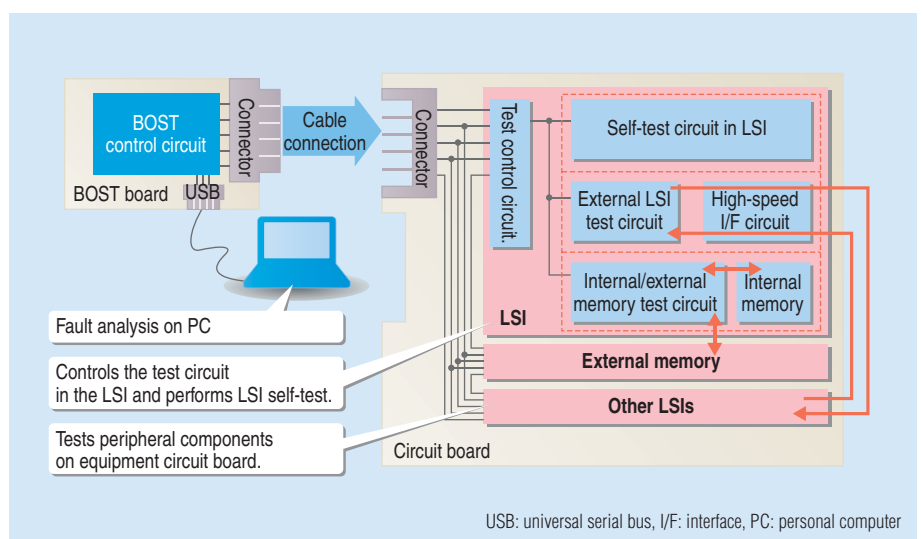 BOST
control circuit
Connector
BOST board
USB
Cable
connection
Connector
Test control circuit.
Self-test circuit in LSI
External LSI
test circuit
High-speed
I/F circuit
Internal/external
memory test circuit
Internal
memory
LSI
External memory
Other LSIs
Circuit board
Fault analysis on PC
Controls the test circuit
in the LSI and performs LSI self-test.
Tests peripheral components
on equipment circuit board.
USB: universal serial bus, I/F: interface, PC: personal computer